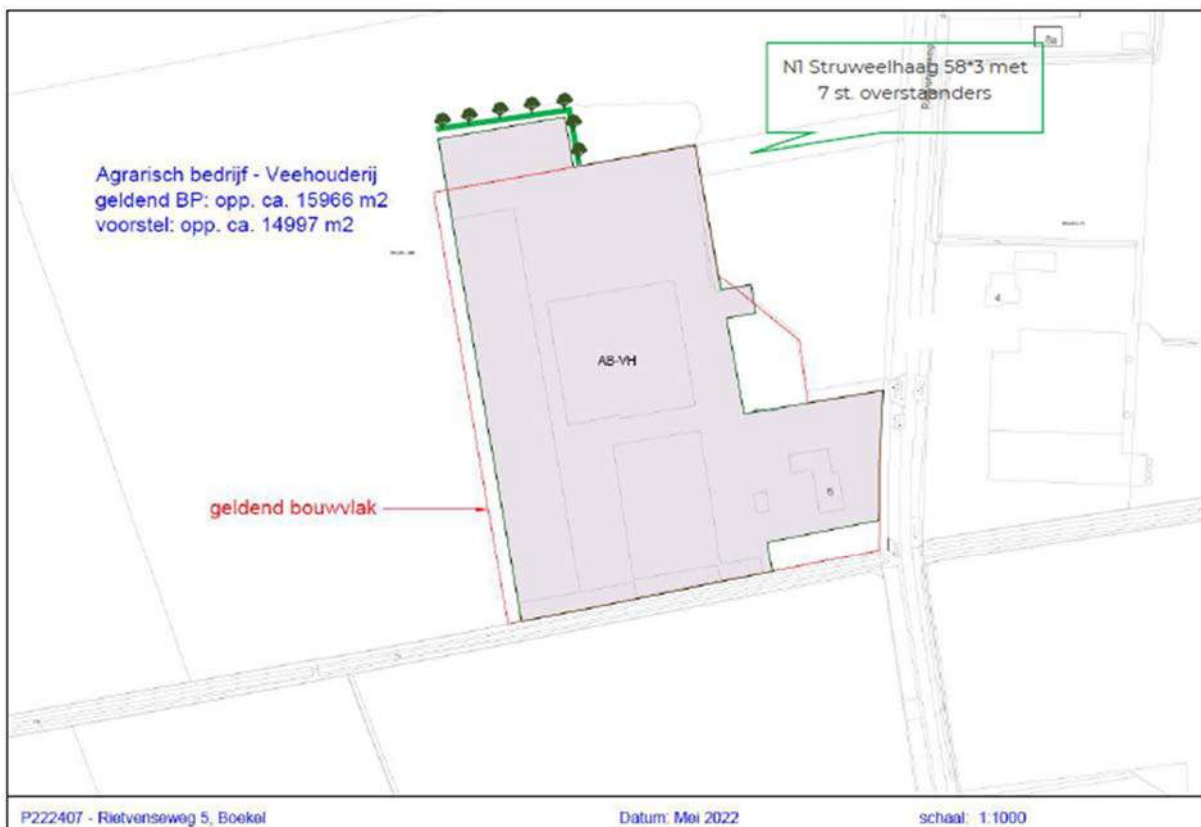 N1 Struweelhaag 58*3 met
7 st. overstaanders
8a
Agrarisch bedrijf - Veehouderij
geldend BP: opp. ca. 15966 m2
voorstel: opp. ca. 14997 m2
4
AB-VH
geldend bouwvlak
P222407 - Rietvenseweg 5, Boekel
Datum: Mei 2022
schaal: 1:1000